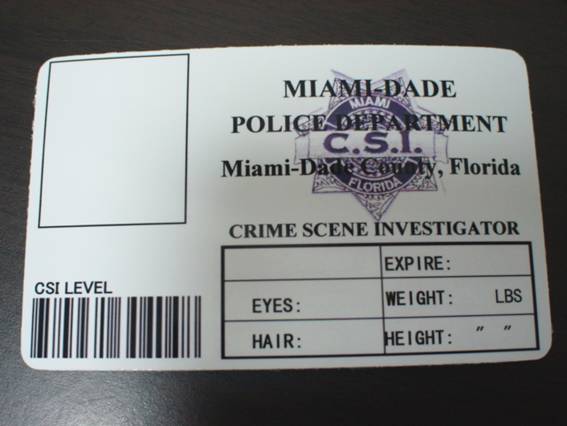 MIAMI-DADE
MIAMI
POLICE DEPARTMENT
C.S.I.
Miami-Dade County, Florida
FLORIDA
CRIME SCENE INVESTIGATOR
EXPIRE:
CSI LEVEL
EYES: WEIGHT: LBS
HAIR: HEIGHT: " "